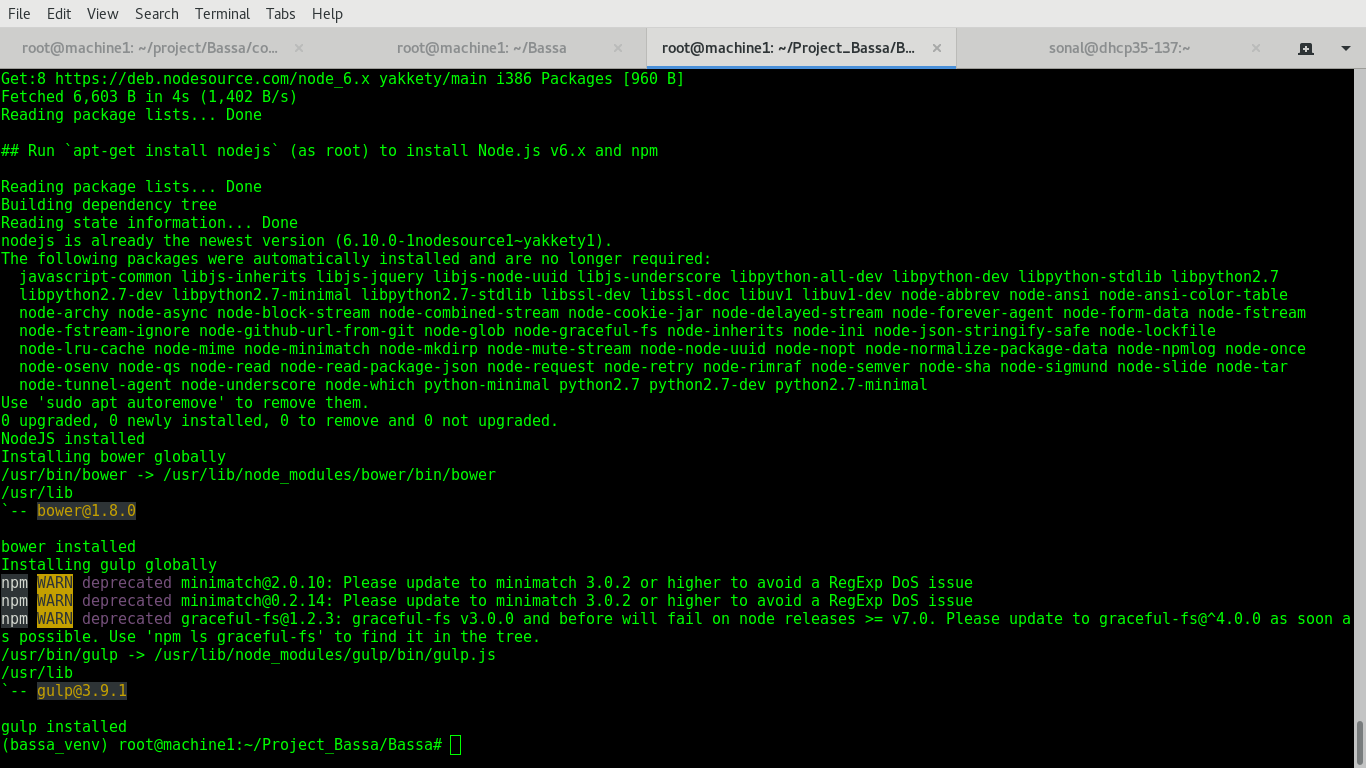 File Edit View Search Terminal Tabs Help
root@machine1: ~/project/Bassa/co... × root@machine1: ~/Bassa × root@machine1: ~/Project_Bassa/B... × sonal@dhcp35-137:~ ×
Get:8 https://deb.nodesource.com/node_6.x yakkety/main i386 Packages [960 B]
Fetched 6,603 B in 4s (1,402 B/s)
Reading package lists... Done
## Run `apt-get install nodejs` (as root) to install Node.js v6.x and npm
Reading package lists... Done
Building dependency tree
Reading state information... Done
nodejs is already the newest version (6.10.0-1nodesource1~yakkety1).
The following packages were automatically installed and are no longer required:
  javascript-common libjs-inherits libjs-jquery libjs-node-uuid libjs-underscore libpython-all-dev libpython-dev libpython-stdlib libpython2.7
  libpython2.7-dev libpython2.7-minimal libpython2.7-stdlib libssl-dev libssl-doc libuv1 libuv1-dev node-abbrev node-ansi node-ansi-color-table
  node-archy node-async node-block-stream node-combined-stream node-cookie-jar node-delayed-stream node-forever-agent node-form-data node-fstream
  node-fstream-ignore node-github-url-from-git node-glob node-graceful-fs node-inherits node-ini node-json-stringify-safe node-lockfile
  node-lru-cache node-mime node-minimatch node-mkdirp node-mute-stream node-node-uuid node-nopt node-normalize-package-data node-npmlog node-once
  node-osenv node-qs node-read node-read-package-json node-request node-retry node-rimraf node-semver node-sha node-sigmund node-slide node-tar
  node-tunnel-agent node-underscore node-which python-minimal python2.7 python2.7-dev python2.7-minimal
Use 'sudo apt autoremove' to remove them.
0 upgraded, 0 newly installed, 0 to remove and 0 not upgraded.
NodeJS installed
Installing bower globally
/usr/bin/bower -> /usr/lib/node_modules/bower/bin/bower
/usr/lib
`-- bower@1.8.0
bower installed
Installing gulp globally
npm WARN deprecated minimatch@2.0.10: Please update to minimatch 3.0.2 or higher to avoid a RegExp DoS issue
npm WARN deprecated minimatch@0.2.14: Please update to minimatch 3.0.2 or higher to avoid a RegExp DoS issue
npm WARN deprecated graceful-fs@1.2.3: graceful-fs v3.0.0 and before will fail on node releases >= v7.0. Please update to graceful-fs@^4.0.0 as soon a
s possible. Use 'npm ls graceful-fs' to find it in the tree.
/usr/bin/gulp -> /usr/lib/node_modules/gulp/bin/gulp.js
/usr/lib
`-- gulp@3.9.1
gulp installed
(bassa_venv) root@machine1:~/Project_Bassa/Bassa#